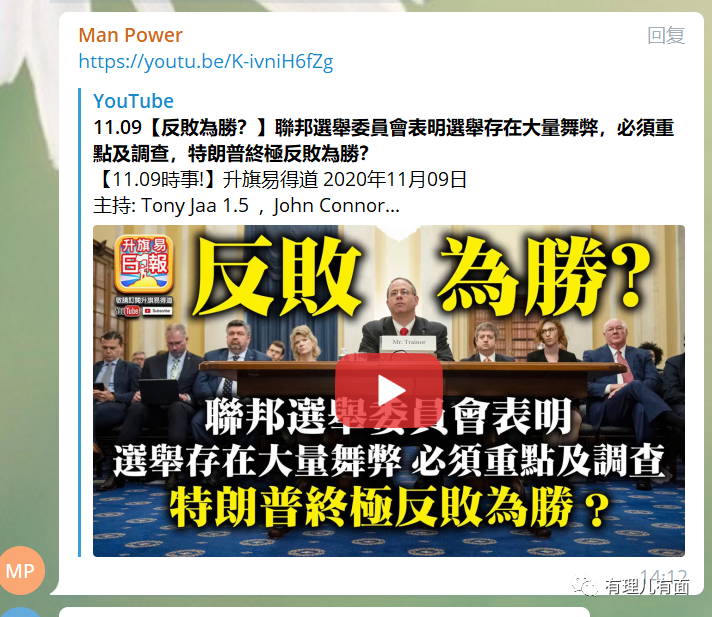 Man Power
回复
https://youtu.be/K-ivniH6fZg
YouTube
11.09【反敗為勝？】聯邦選舉委員會表明選舉存在大量舞弊，必須重
點及調查，特朗普終極反敗為勝？
【11.09時事!】升旗易得道 2020年11月09日
主持: Tony Jaa 1.5 , John Connor...
升旗易
日報
敬請訂閱升旗易得道
YouTube Subscribe
反敗 為勝?
Mr. Trainor
聯邦選舉委員會表明
選舉存在大量舞弊 必須重點及調查
特朗普終極反敗為勝？
MP
14:12
有理儿有面